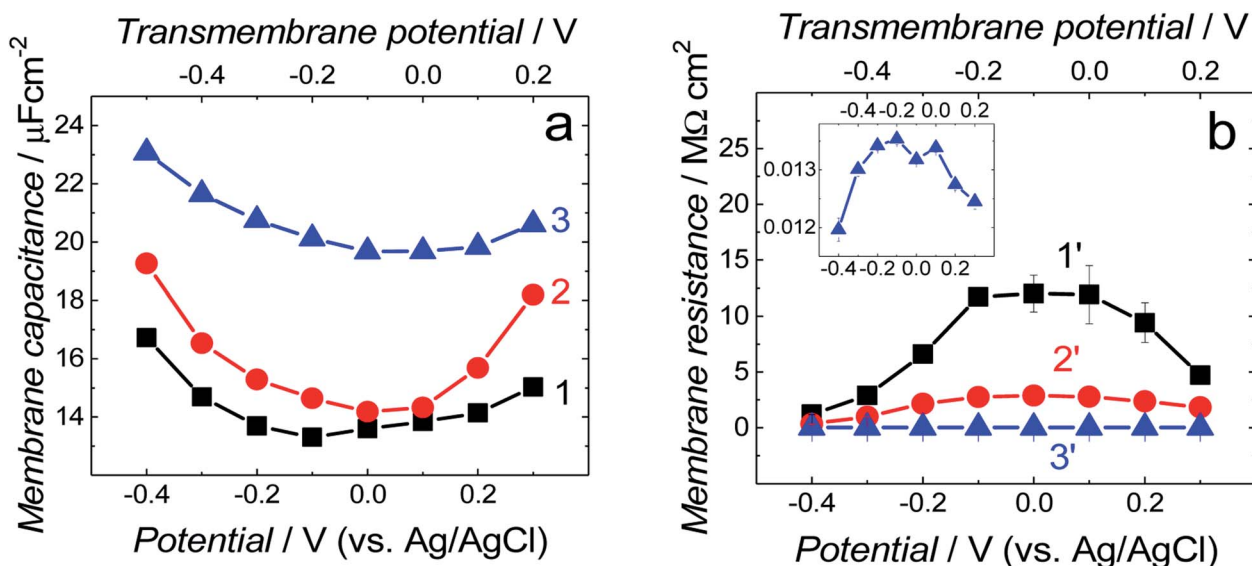 Transmembrane potential / V
-0.4 -0.2 0.0 0.2
Membrane capacitance / μFcm-2
24
22
20
18
16
14
a
3
2
1
-0.4 -0.2 0.0 0.2
Potential / V (vs. Ag/AgCl)
Transmembrane potential / V
-0.4 -0.2 0.0 0.2
Membrane resistance / MΩ cm2
25
20
15
10
5
0
b
-0.4 -0.2 0.0 0.2
0.013
0.012
-0.4 -0.2 0.0 0.2
1'
2'
3'
-0.4 -0.2 0.0 0.2
Potential / V (vs. Ag/AgCl)